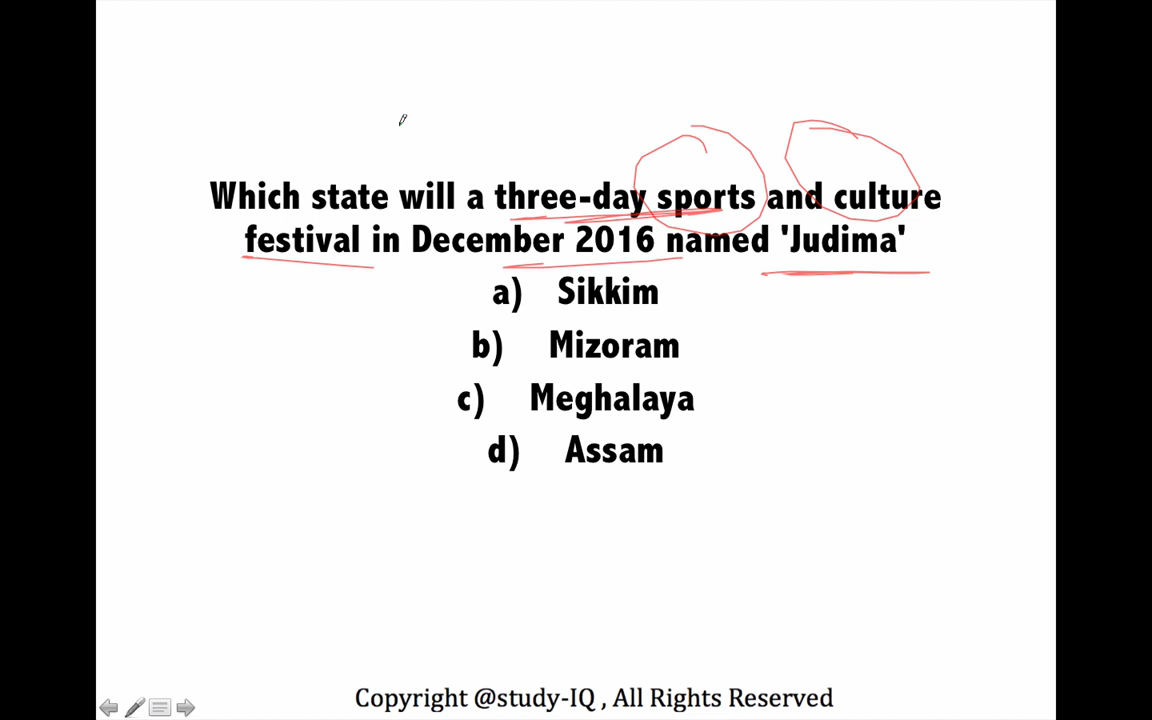 Which state will a three-day sports and culture
festival in December 2016 named 'Judima'
a) Sikkim
b) Mizoram
c) Meghalaya
d) Assam
Copyright @study-IQ , All Rights Reserved